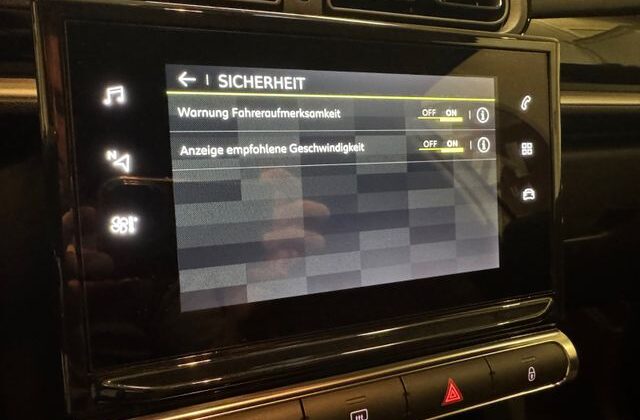 SICHERHEIT
Warnung Fahreraufmerksamkeit OFF ON
Anzeige empfohlene Geschwindigkeit OFF ON
N